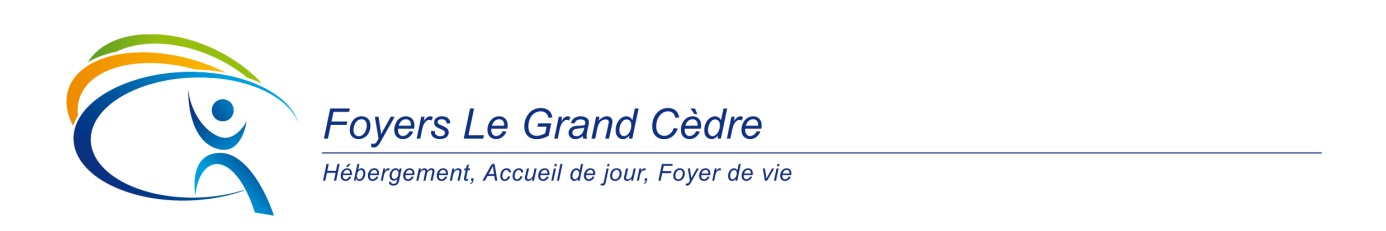 Foyers Le Grand Cèdre
Hébergement, Accueil de jour, Foyer de vie